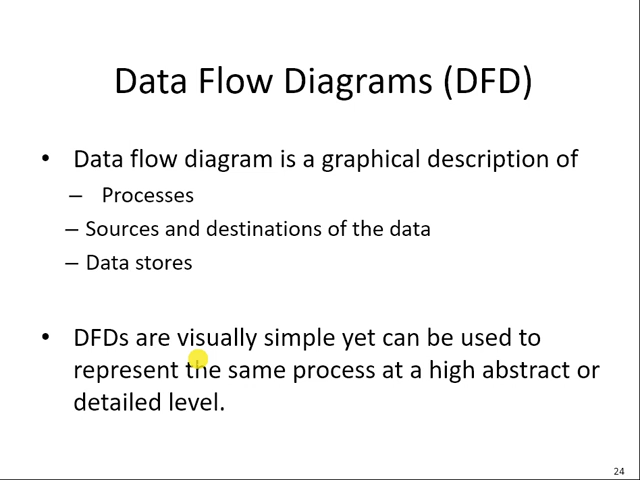 Data Flow Diagrams (DFD)
• Data flow diagram is a graphical description of
– Processes
– Sources and destinations of the data
– Data stores
• DFDs are visually simple yet can be used to
represent the same process at a high abstract or
detailed level.
24